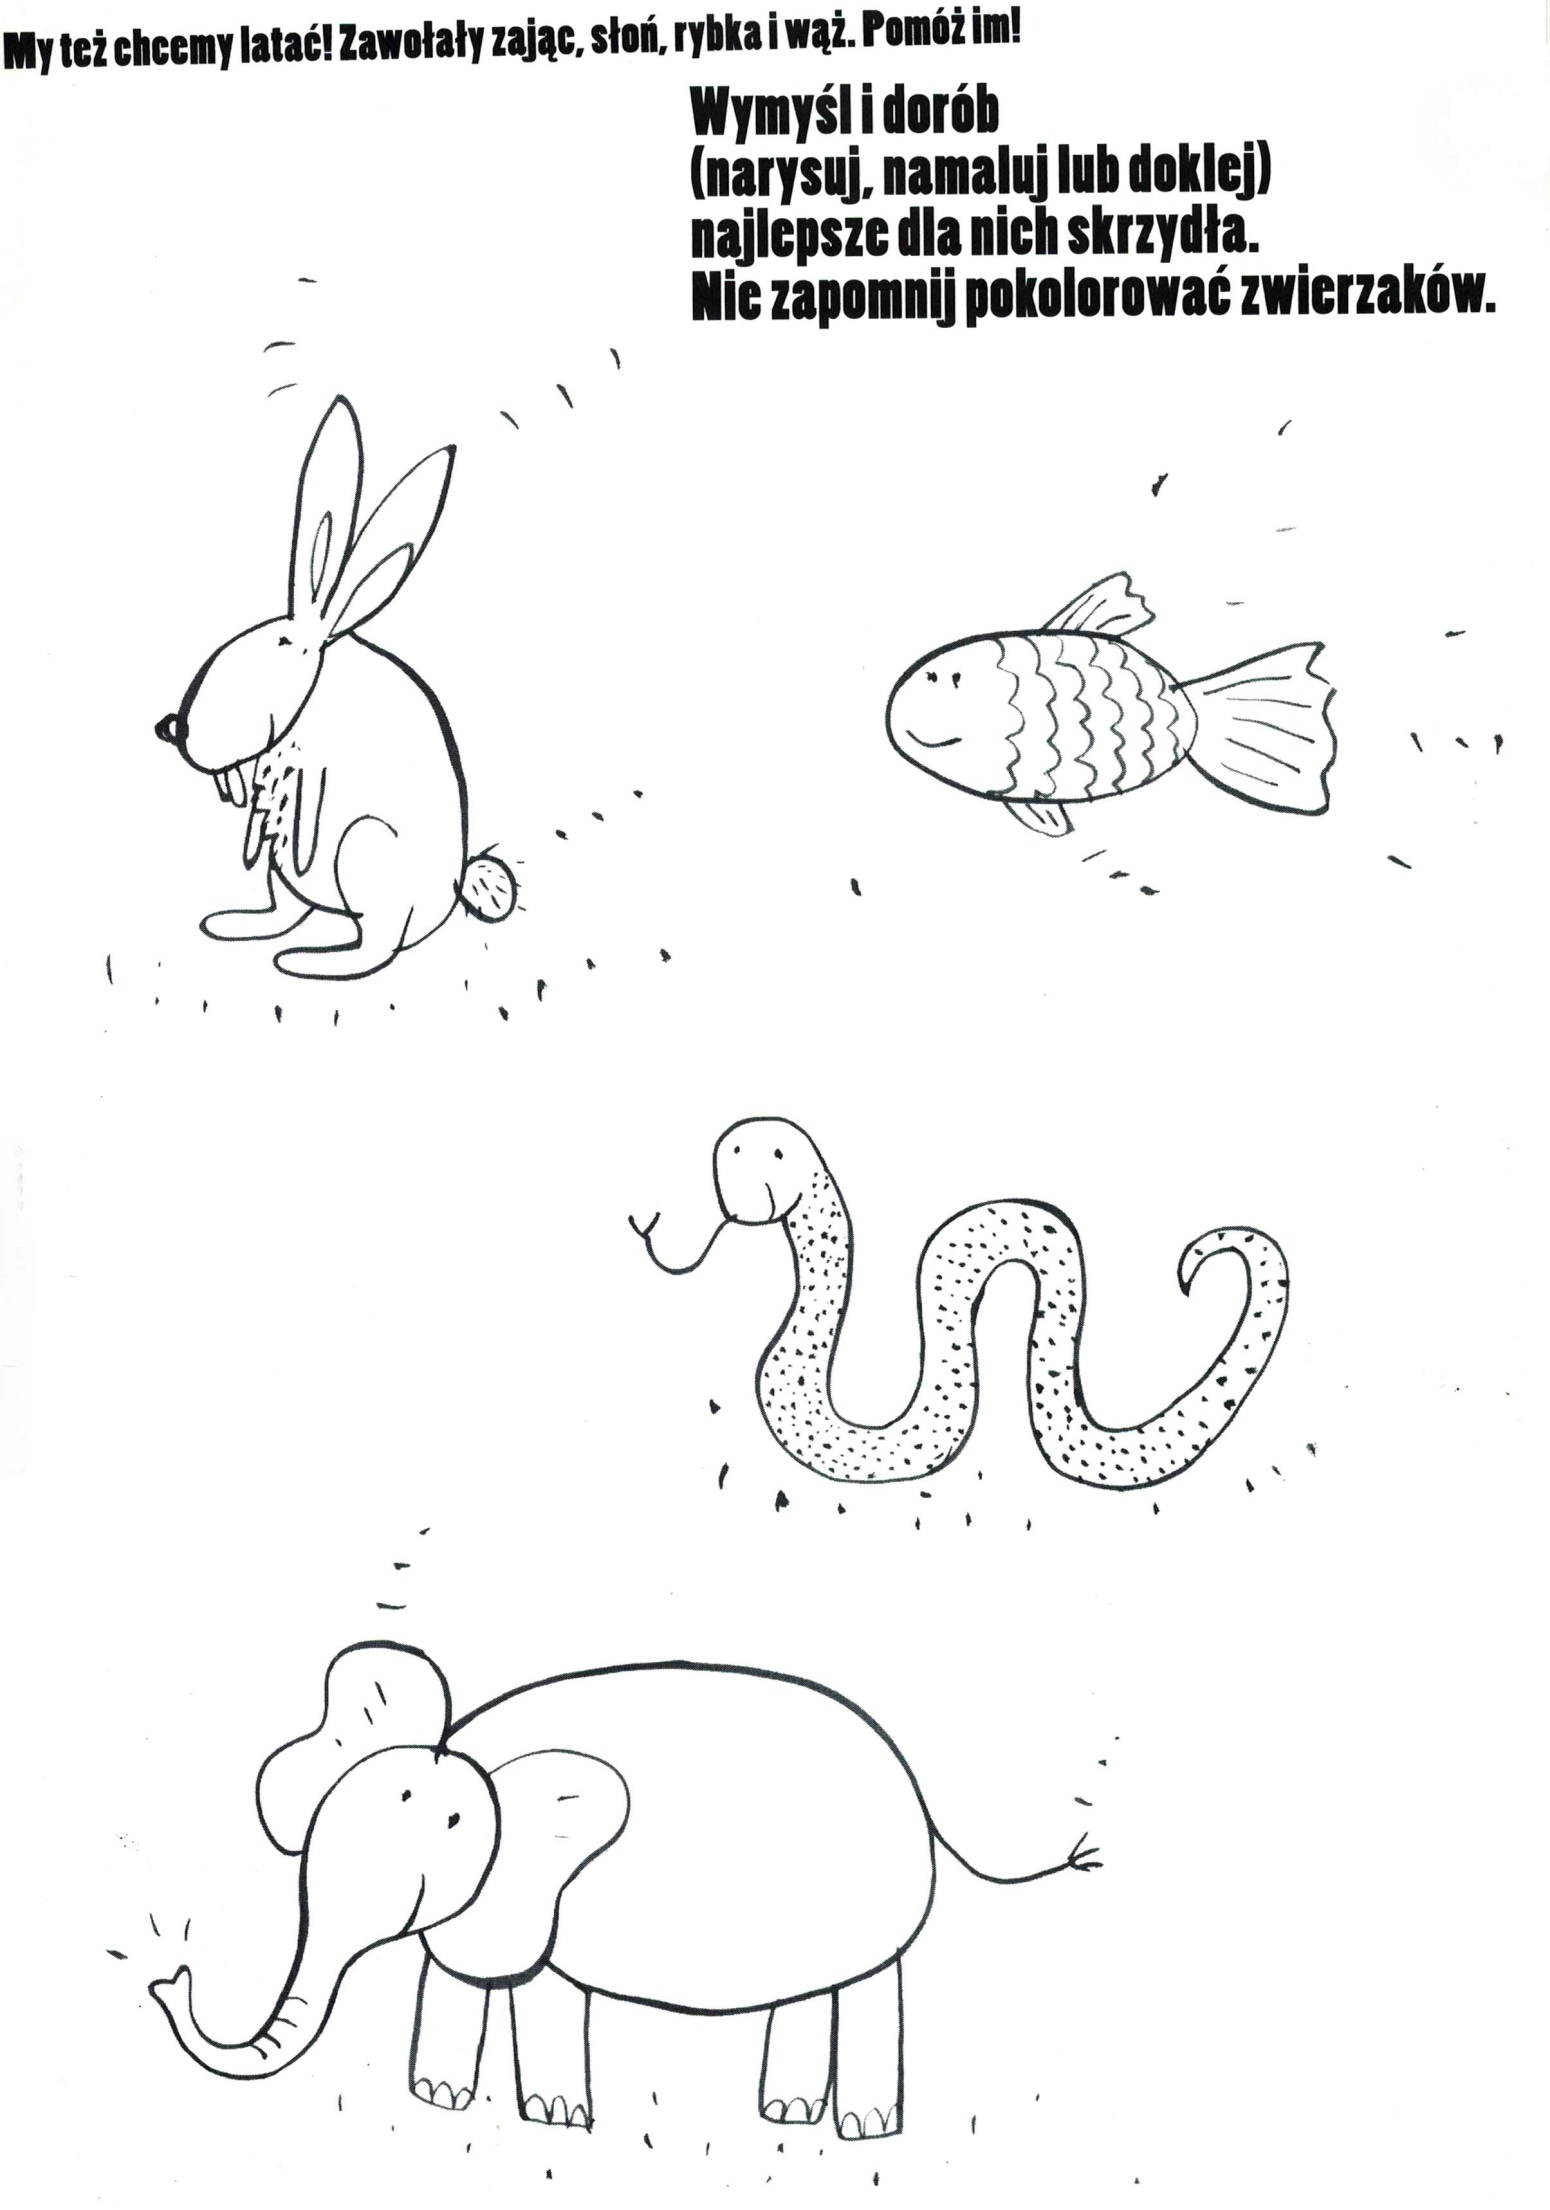 My też chcemy latać! Zawołały zając, słoń, rybka i wąż. Pomóż im!
Wymyśl i dorób
(narysuj, namaluj lub doklej)
najlepsze dla nich skrzydła.
Nie zapomnij pokolorować zwierzaków.